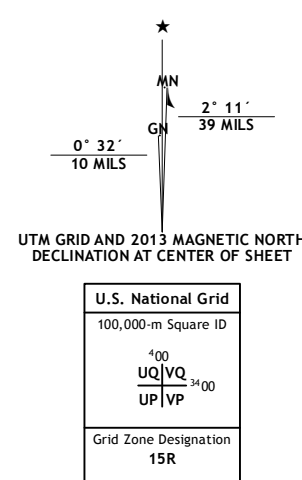 ★
MN
GN
2° 11´
39 MILS
0° 32´
10 MILS
UTM GRID AND 2013 MAGNETIC NORTH
DECLINATION AT CENTER OF SHEET
U.S. National Grid
100,000-m Square ID
400
UQ VQ
3400
UP VP
Grid Zone Designation
15R